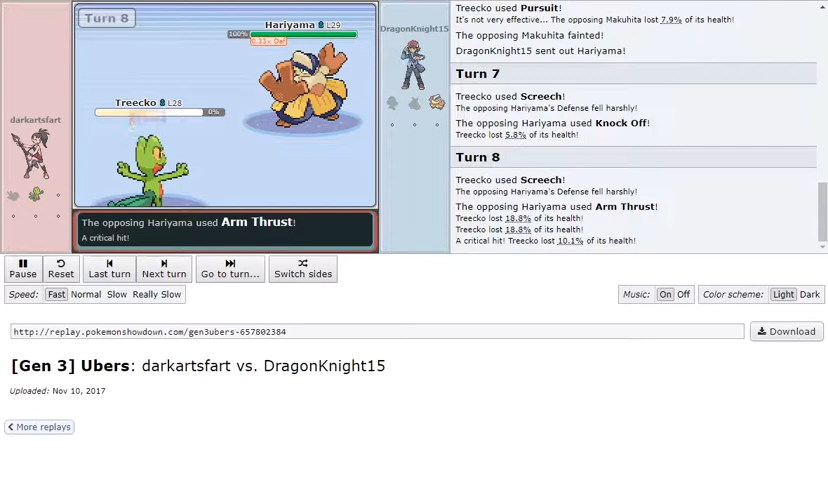 Turn 8
Hariyama L29
100%
0.33× Def
Treecko L28
0%
The opposing Hariyama used Arm Thrust!
A critical hit!
darkartsfart
DragonKnight15
Treecko used Pursuit!
It's not very effective... The opposing Makuhita lost 7.9% of its health!
The opposing Makuhita fainted!
DragonKnight15 sent out Hariyama!
Turn 7
Treecko used Screech!
The opposing Hariyama's Defense fell harshly!
The opposing Hariyama used Knock Off!
Treecko lost 5.8% of its health!
Turn 8
Treecko used Screech!
The opposing Hariyama's Defense fell harshly!
The opposing Hariyama used Arm Thrust!
Treecko lost 18.8% of its health!
Treecko lost 18.8% of its health!
A critical hit! Treecko lost 10.1% of its health!
Pause
Reset
Last turn
Next turn
Go to turn...
Switch sides
Speed: Fast Normal Slow Really Slow
Music: On Off
Color scheme: Light Dark
http://replay.pokemonshowdown.com/gen3ubers-657802384
Download
[Gen 3] Ubers: darkartsfart vs. DragonKnight15
Uploaded: Nov 10, 2017
More replays